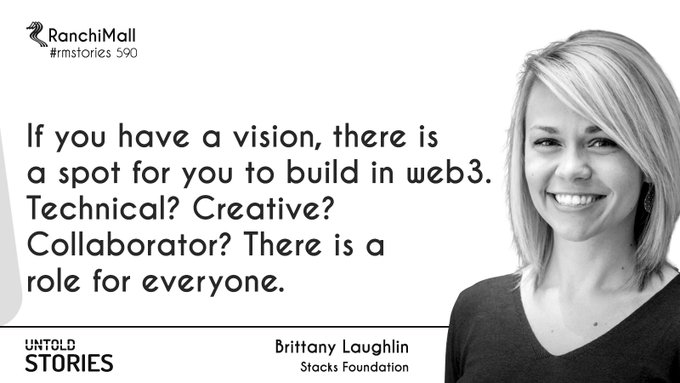 RanchiMall
#rmstories 590
If you have a vision, there is
a spot for you to build in web3.
Technical? Creative?
Collaborator? There is a
role for everyone.
UNTOLD
STORIES
Brittany Laughlin
Stacks Foundation